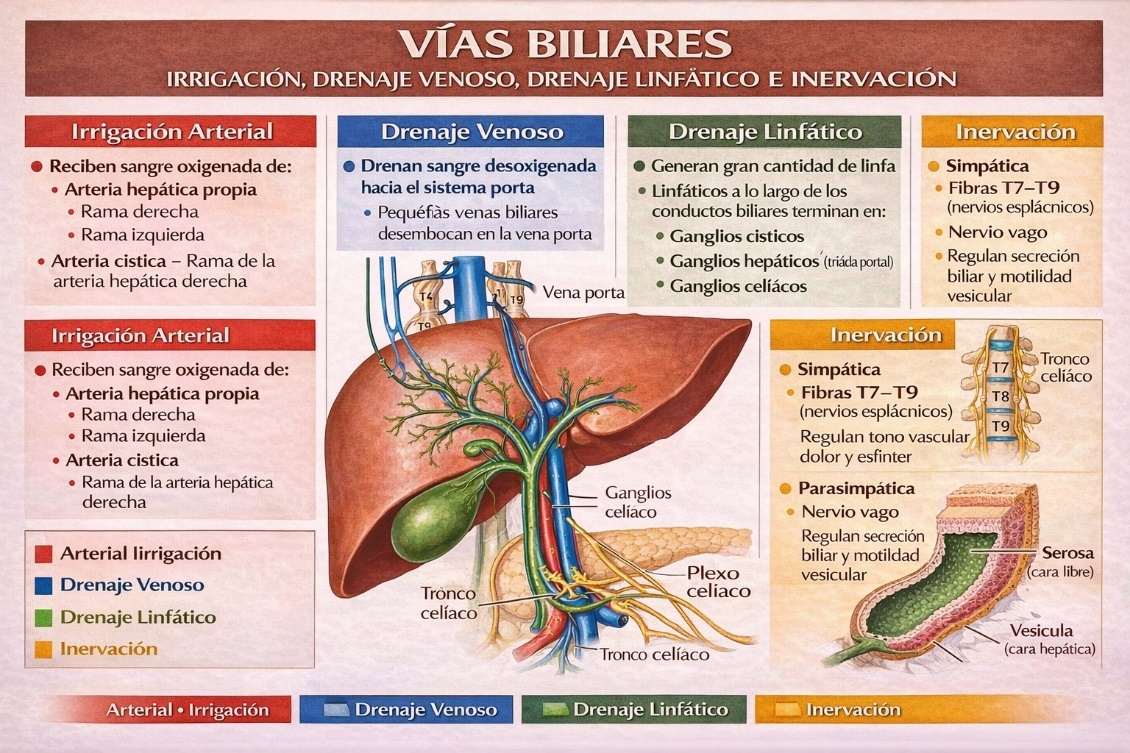 VÍAS BILIARES
IRRIGACIÓN, DRENAJE VENOSO, DRENAJE LINFÁTICO E INERVACIÓN
Irrigación Arterial
Reciben sangre oxigenada de:
Arteria hepática propia
Rama derecha
Rama izquierda
Arteria cistica – Rama de la
arteria hepática derecha
Drenaje Venoso
Drenan sangre desoxigenada
hacia el sistema porta
venas biliares
desembocan en la vena porta
Drenaje Linfático
Generan gran cantidad de linfa
Linfáticos a lo largo de los
conductos biliares terminan en:
Ganglios cisticos
Ganglios hepáticos (triáda portal)
Ganglios celíacos
Inervación
Simpática
Fibras T7–T9
(nervios esplácnicos)
Nervio vago
Regulan secreción
biliar y motilidad
vesicular
T4
T9
T9
Vena porta
Irrigación Arterial
Reciben sangre oxigenada de:
Arteria hepática propia
Rama derecha
Rama izquierda
Arteria cistica
Rama de la arteria hepática
derecha
Arterial Iirrigación
Drenaje Venoso
Drenaje Linfático
Inervación
Ganglios
celíaco
Plexo
celíaco
Trònco
celíaco
Tronco celíaco
Inervación
Simpática
Fibras T7–T9
(nervios esplácnicos)
Regulan tono vascular
dolor y esfinter
T7
T8
T9
Tronco
celíaco
Parasimpática
Nervio vago
Regulan secreción
biliar y motildad
vesicular
Serosa
(cara libre)
Vesicula
(cara hepática)
Arterial • Irrigación
Drenaje Venoso
Drenaje Linfático
Inervación